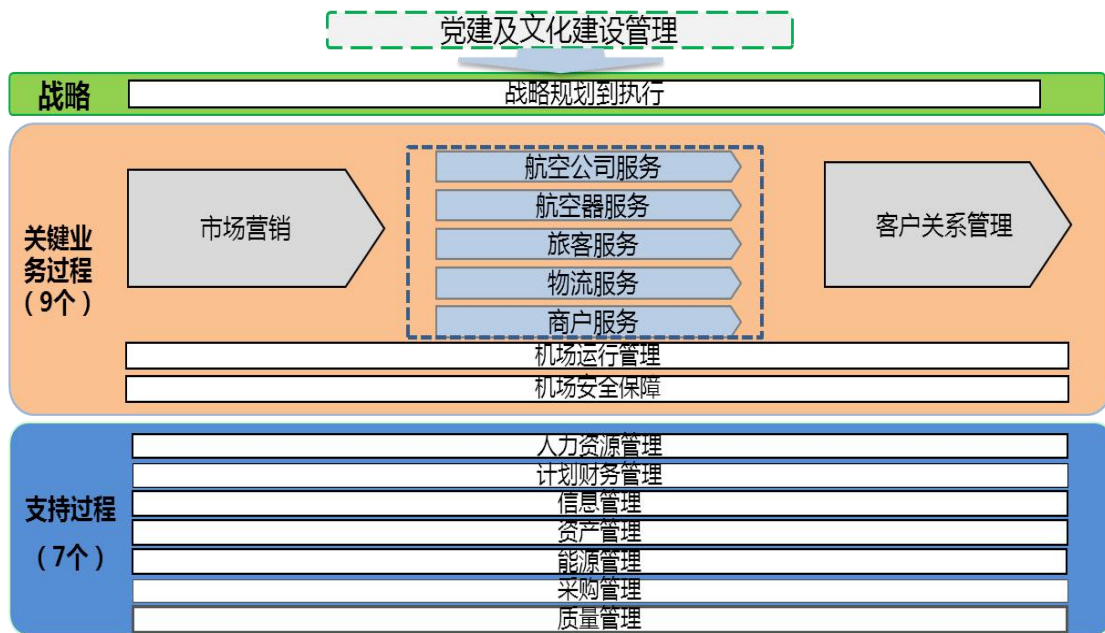 党建及文化建设管理
战略
战略规划到执行
关键业
务过程
（9个）
市场营销
航空公司服务
航空器服务
旅客服务
物流服务
商户服务
客户关系管理
机场运行管理
机场安全保障
支持过程
（7个）
人力资源管理
计划财务管理
信息管理
资产管理
能源管理
采购管理
质量管理